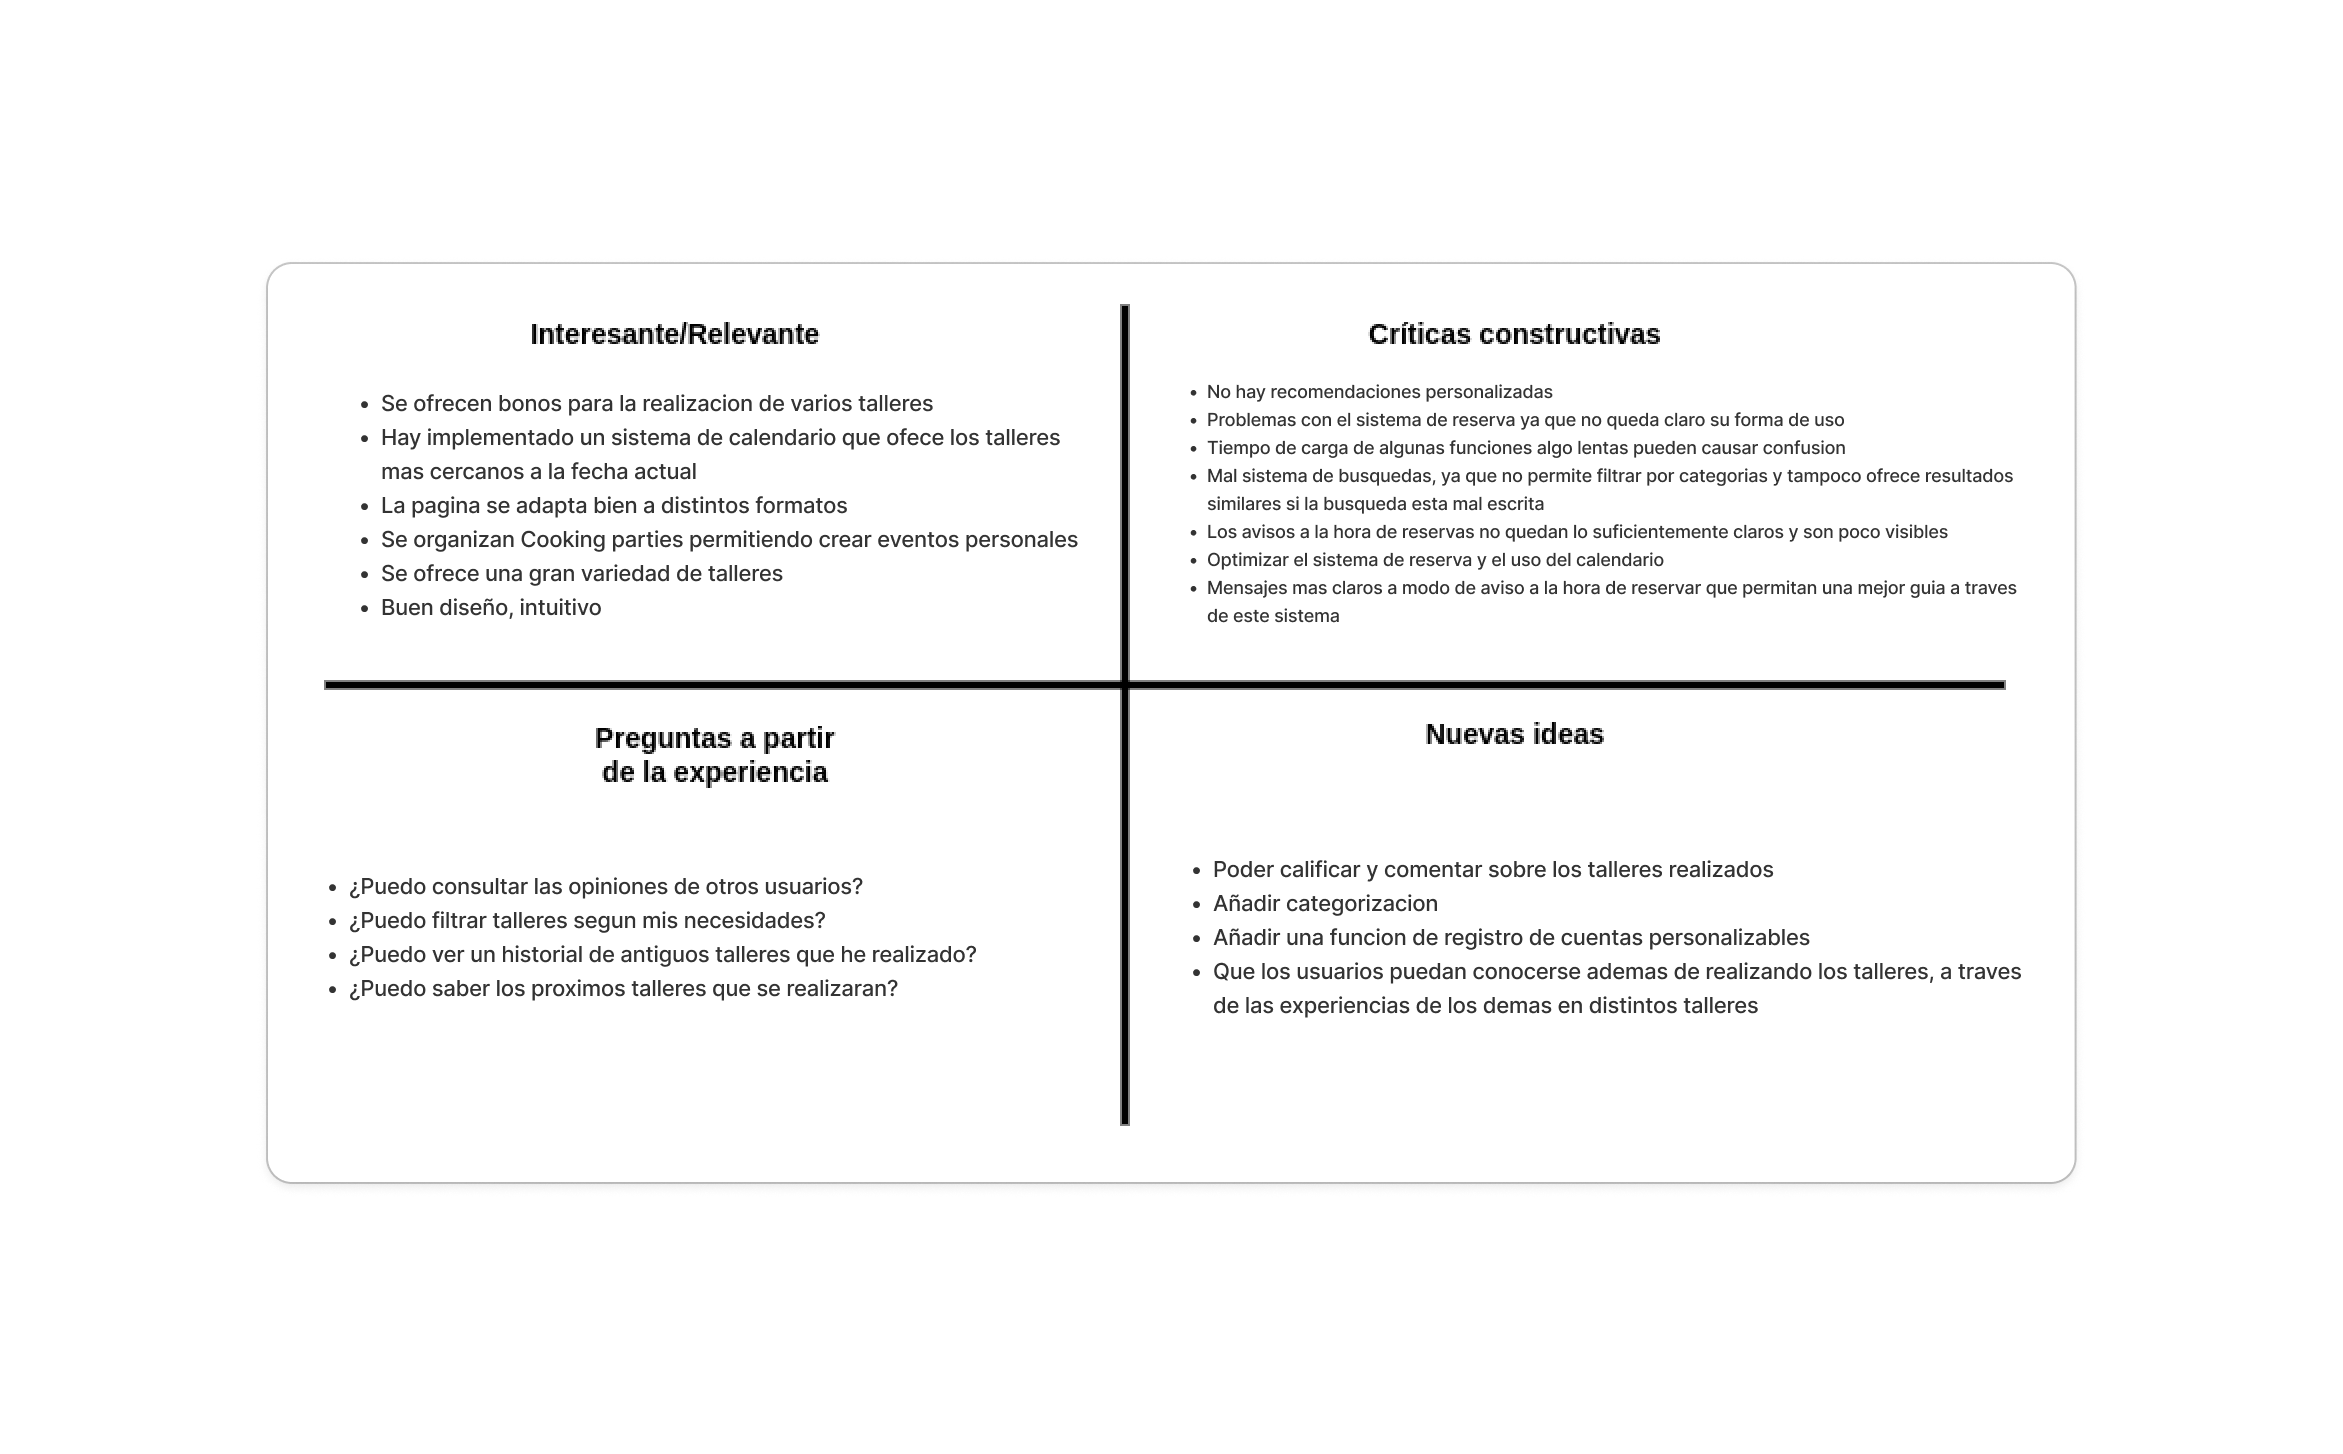 Interesante/Relevante
• Se ofrecen bonos para la realizacion de varios talleres
• Hay implementado un sistema de calendario que ofece los talleres
mas cercanos a la fecha actual
• La pagina se adapta bien a distintos formatos
• Se organizan Cooking parties permitiendo crear eventos personales
• Se ofrece una gran variedad de talleres
• Buen diseño, intuitivo
Críticas constructivas
• No hay recomendaciones personalizadas
• Problemas con el sistema de reserva ya que no queda claro su forma de uso
• Tiempo de carga de algunas funciones algo lentas pueden causar confusion
• Mal sistema de busquedas, ya que no permite filtrar por categorias y tampoco ofrece resultados
similares si la busqueda esta mal escrita
• Los avisos a la hora de reservas no quedan lo suficientemente claros y son poco visibles
• Optimizar el sistema de reserva y el uso del calendario
• Mensajes mas claros a modo de aviso a la hora de reservar que permitan una mejor guia a traves
de este sistema
Preguntas a partir
de la experiencia
• ¿Puedo consultar las opiniones de otros usuarios?
• ¿Puedo filtrar talleres segun mis necesidades?
• ¿Puedo ver un historial de antiguos talleres que he realizado?
• ¿Puedo saber los proximos talleres que se realizaran?
Nuevas ideas
• Poder calificar y comentar sobre los talleres realizados
• Añadir categorizacion
• Añadir una funcion de registro de cuentas personalizables
• Que los usuarios puedan conocerse ademas de realizando los talleres, a traves
de las experiencias de los demas en distintos talleres